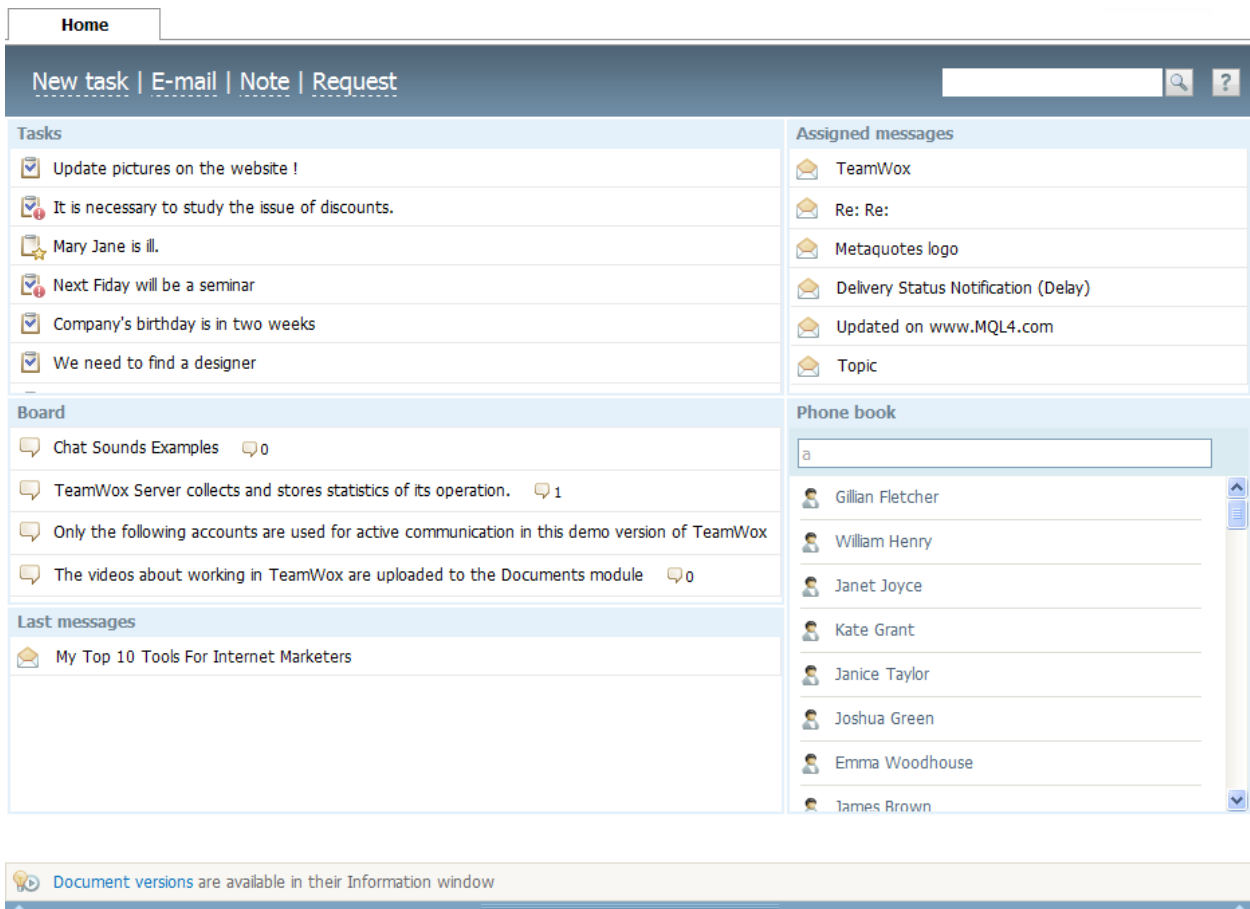 Home
New task | E-mail | Note | Request
?
Tasks
Update pictures on the website !
It is necessary to study the issue of discounts.
Mary Jane is ill.
Next Fiday will be a seminar
Company's birthday is in two weeks
We need to find a designer
Assigned messages
TeamWox
Re: Re:
Metaquotes logo
Delivery Status Notification (Delay)
Updated on www.MQL4.com
Topic
Board
Chat Sounds Examples 0
TeamWox Server collects and stores statistics of its operation. 1
Only the following accounts are used for active communication in this demo version of TeamWox
The videos about working in TeamWox are uploaded to the Documents module 0
Last messages
My Top 10 Tools For Internet Marketers
Phone book
a
Gillian Fletcher
William Henry
Janet Joyce
Kate Grant
Janice Taylor
Joshua Green
Emma Woodhouse
James Brown
Document versions are available in their Information window